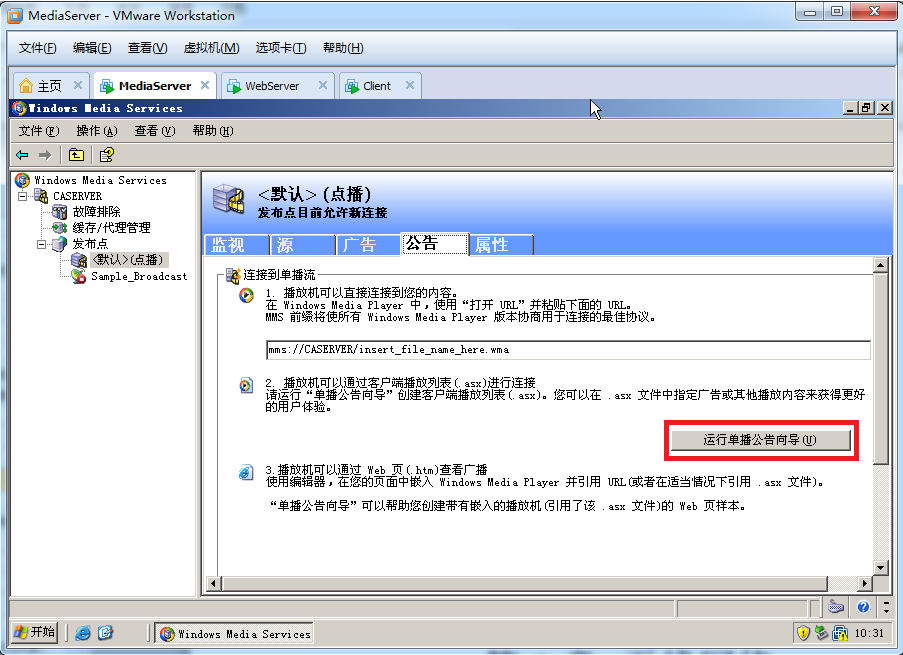 MediaServer - VMware Workstation
文件(F) 编辑(E) 查看(V) 虚拟机(M) 选项卡(T) 帮助(H)
主页 MediaServer WebServer Client
Windows Media Services
文件(F) 操作(A) 查看(V) 帮助(H)
Windows Media Services
CASERVER
故障排除
缓存/代理管理
发布点
<默认>(点播)
Sample_Broadcast
<默认>(点播)
发布点目前允许新连接
监视 源 广告 公告 属性
连接到单播流
1. 播放机可以直接连接到您的内容。
在 Windows Media Player 中，使用“打开 URL”并粘贴下面的 URL。
MMS 前缀将使所有 Windows Media Player 版本协商用于连接的最佳协议。
mms://CASERVER/insert_file_name_here.wma
2. 播放机可以通过客户端播放列表(.asx)进行连接
请运行“单播公告向导”创建客户端播放列表(.asx)。您可以在 .asx 文件中指定广告或其他播放内容来获得更好
的用户体验。
运行单播公告向导(U)
3.播放机可以通过 Web 页(.htm)查看广播
使用编辑器，在您的页面中嵌入 Windows Media Player 并引用 URL(或者在适当情况下引用 .asx 文件)。
“单播公告向导”可以帮助您创建带有嵌入的播放机(引用了该 .asx 文件)的 Web 页样本。
开始 Windows Media Services 10:31